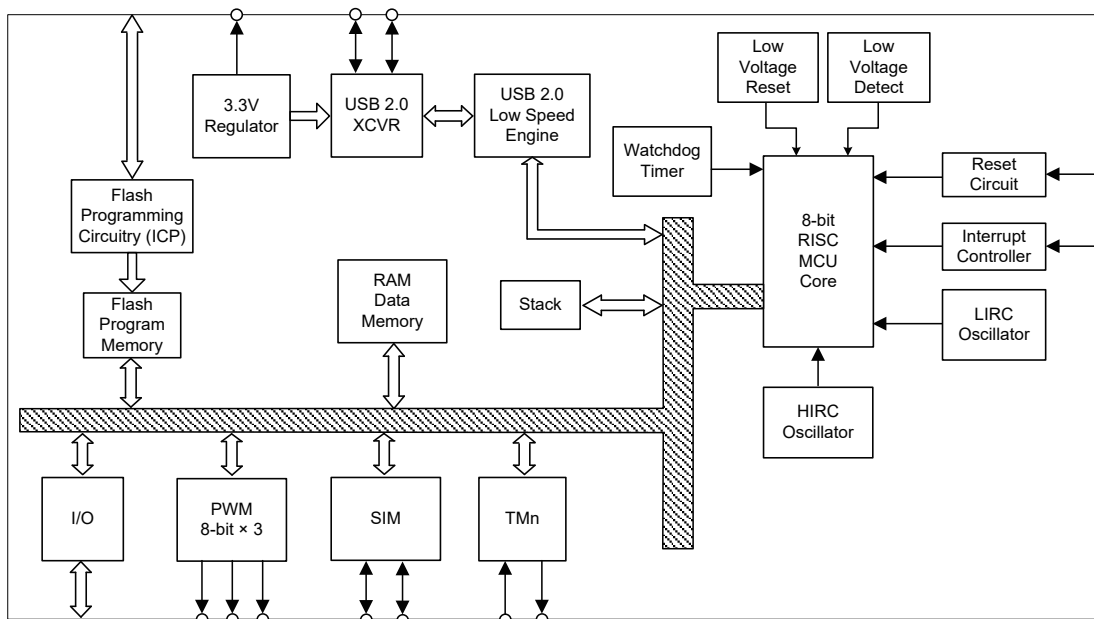 Low
Voltage
Reset
Low
Voltage
Detect
3.3V
Regulator
USB 2.0
XCVR
USB 2.0
Low Speed
Engine
Watchdog
Timer
Reset
Circuit
Flash
Programming
Circuitry (ICP)
8-bit
RISC
MCU
Core
Interrupt
Controller
RAM
Data
Memory
Stack
Flash
Program
Memory
LIRC
Oscillator
HIRC
Oscillator
I/O
PWM
8-bit × 3
SIM
TMn